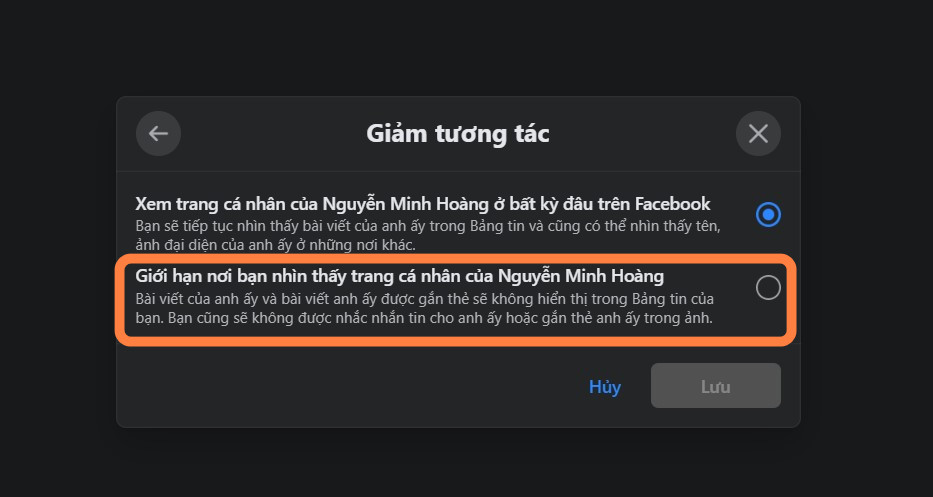 Giảm tương tác
Xem trang cá nhân của Nguyễn Minh Hoàng ở bất kỳ đâu trên Facebook
Bạn sẽ tiếp tục nhìn thấy bài viết của anh ấy trong Bảng tin và cũng có thể nhìn thấy tên,
ảnh đại diện của anh ấy ở những nơi khác.
Giới hạn nơi bạn nhìn thấy trang cá nhân của Nguyễn Minh Hoàng
Bài viết của anh ấy và bài viết anh ấy được gắn thẻ sẽ không hiển thị trong Bảng tin của
bạn. Bạn cũng sẽ không được nhắc nhắn tin cho anh ấy hoặc gắn thẻ anh ấy trong ảnh.
Hủy
Lưu